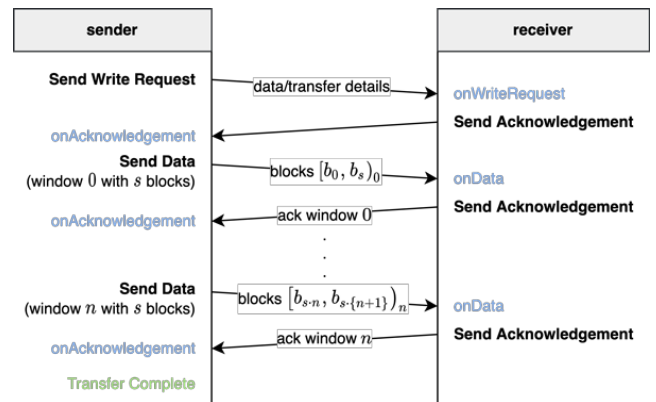 sender
receiver
Send Write Request
data/transfer details
onWriteRequest
Send Acknowledgement
onAcknowledgement
Send Data
(window 0 with s blocks)
blocks [b₀, bₛ)₀
onData
Send Acknowledgement
ack window 0
onAcknowledgement
.
.
.
Send Data
(window n with s blocks)
blocks [b_{s·n}, b_{s·{n+1}})ₙ
onData
Send Acknowledgement
ack window n
onAcknowledgement
Transfer Complete